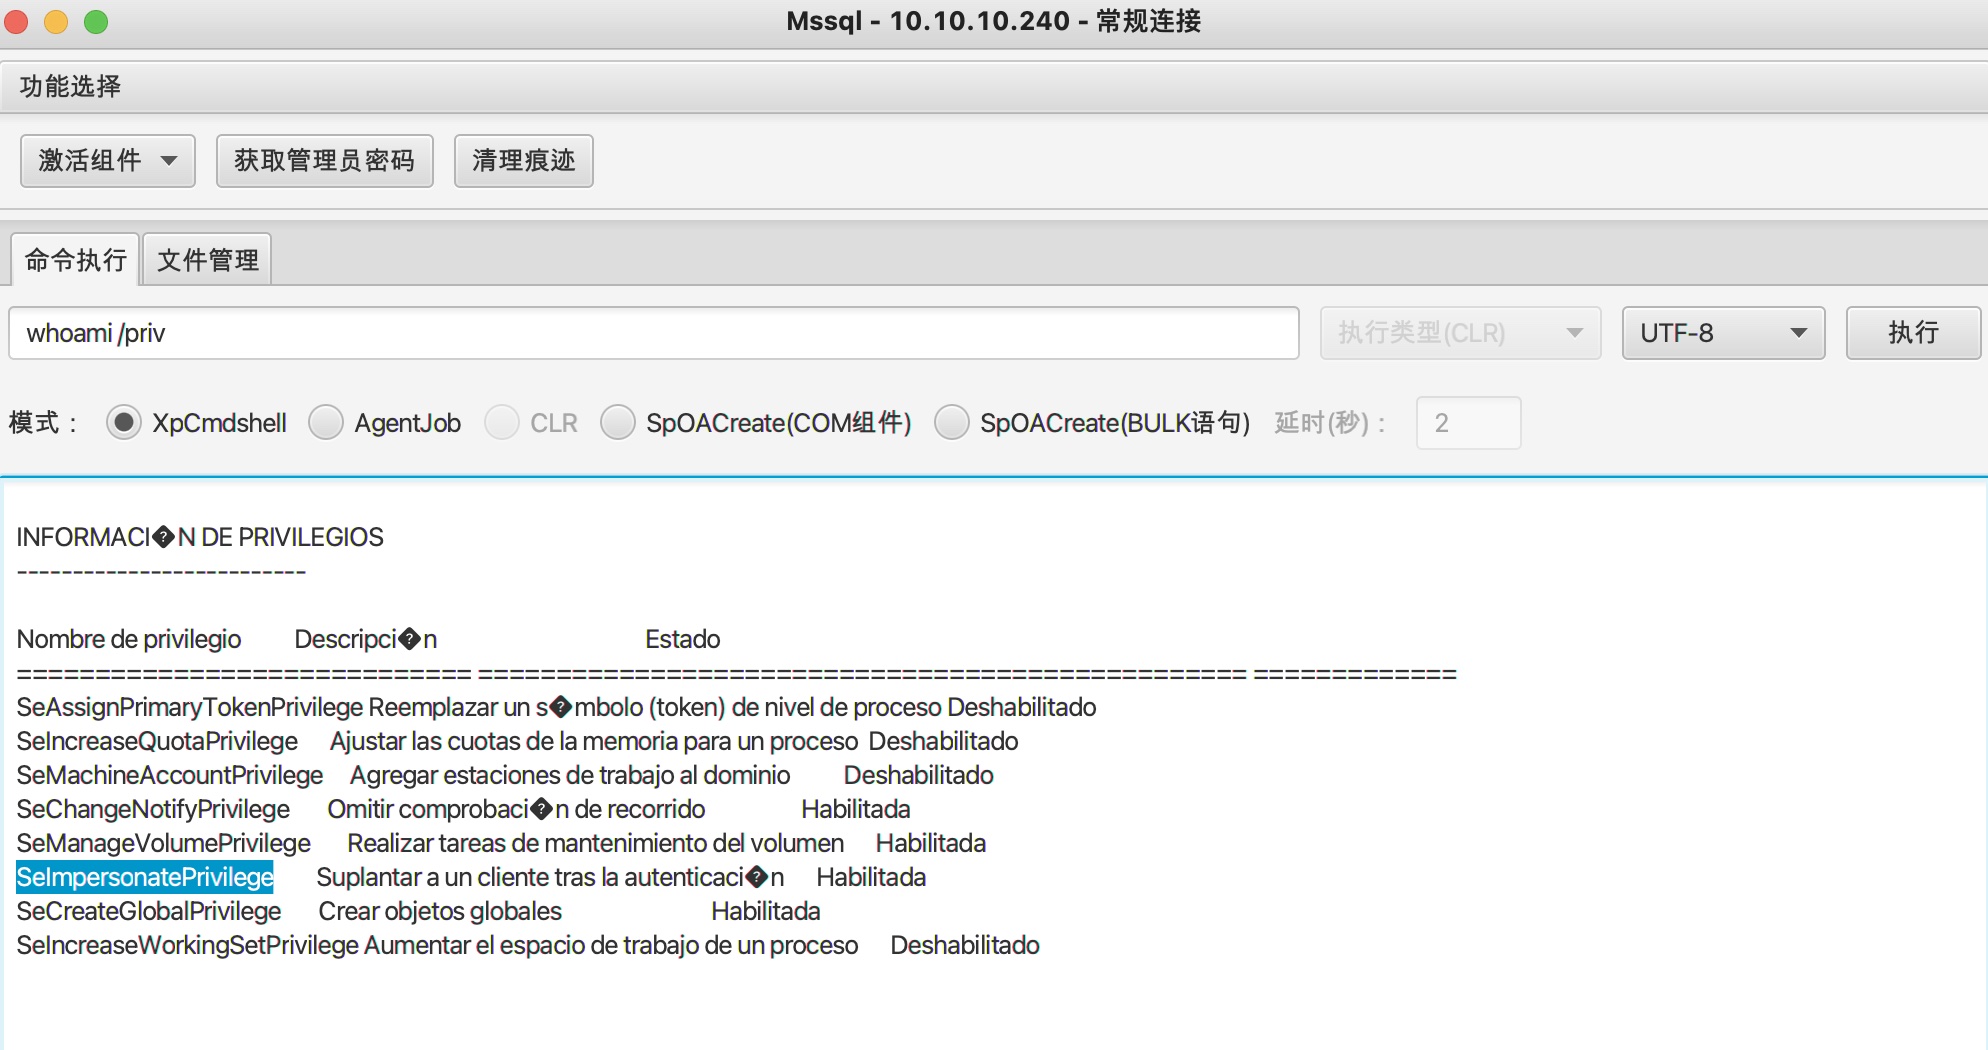 Mssql - 10.10.10.240 - 常规连接
功能选择
激活组件 获取管理员密码 清理痕迹
命令执行 文件管理
whoami /priv 执行类型(CLR) UTF-8 执行
模式： XpCmdshell AgentJob CLR SpOACreate(COM组件) SpOACreate(BULK语句) 延时(秒)： 2
INFORMACI�N DE PRIVILEGIOS
--------------------------
Nombre de privilegio Descripci�n Estado
============================= ================================================= =============
SeAssignPrimaryTokenPrivilege Reemplazar un s�mbolo (token) de nivel de proceso Deshabilitado
SeIncreaseQuotaPrivilege Ajustar las cuotas de la memoria para un proceso Deshabilitado
SeMachineAccountPrivilege Agregar estaciones de trabajo al dominio Deshabilitado
SeChangeNotifyPrivilege Omitir comprobaci�n de recorrido Habilitada
SeManageVolumePrivilege Realizar tareas de mantenimiento del volumen Habilitada
SeImpersonatePrivilege Suplantar a un cliente tras la autenticaci�n Habilitada
SeCreateGlobalPrivilege Crear objetos globales Habilitada
SeIncreaseWorkingSetPrivilege Aumentar el espacio de trabajo de un proceso Deshabilitado